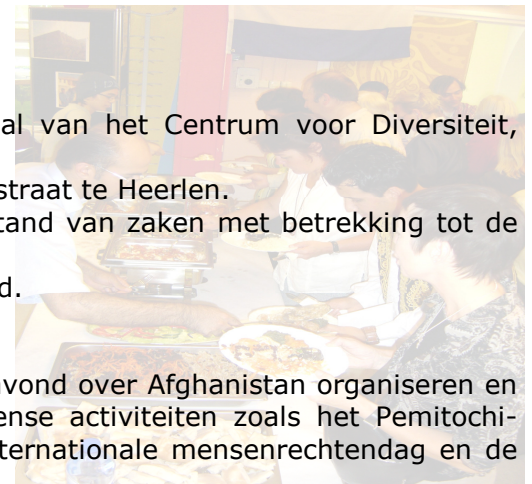 al van het Centrum voor Diversiteit,
straat te Heerlen.
tand van zaken met betrekking tot de
d.
vond over Afghanistan organiseren en
ense activiteiten zoals het Pemitochi-
nternationale mensenrechtendag en de